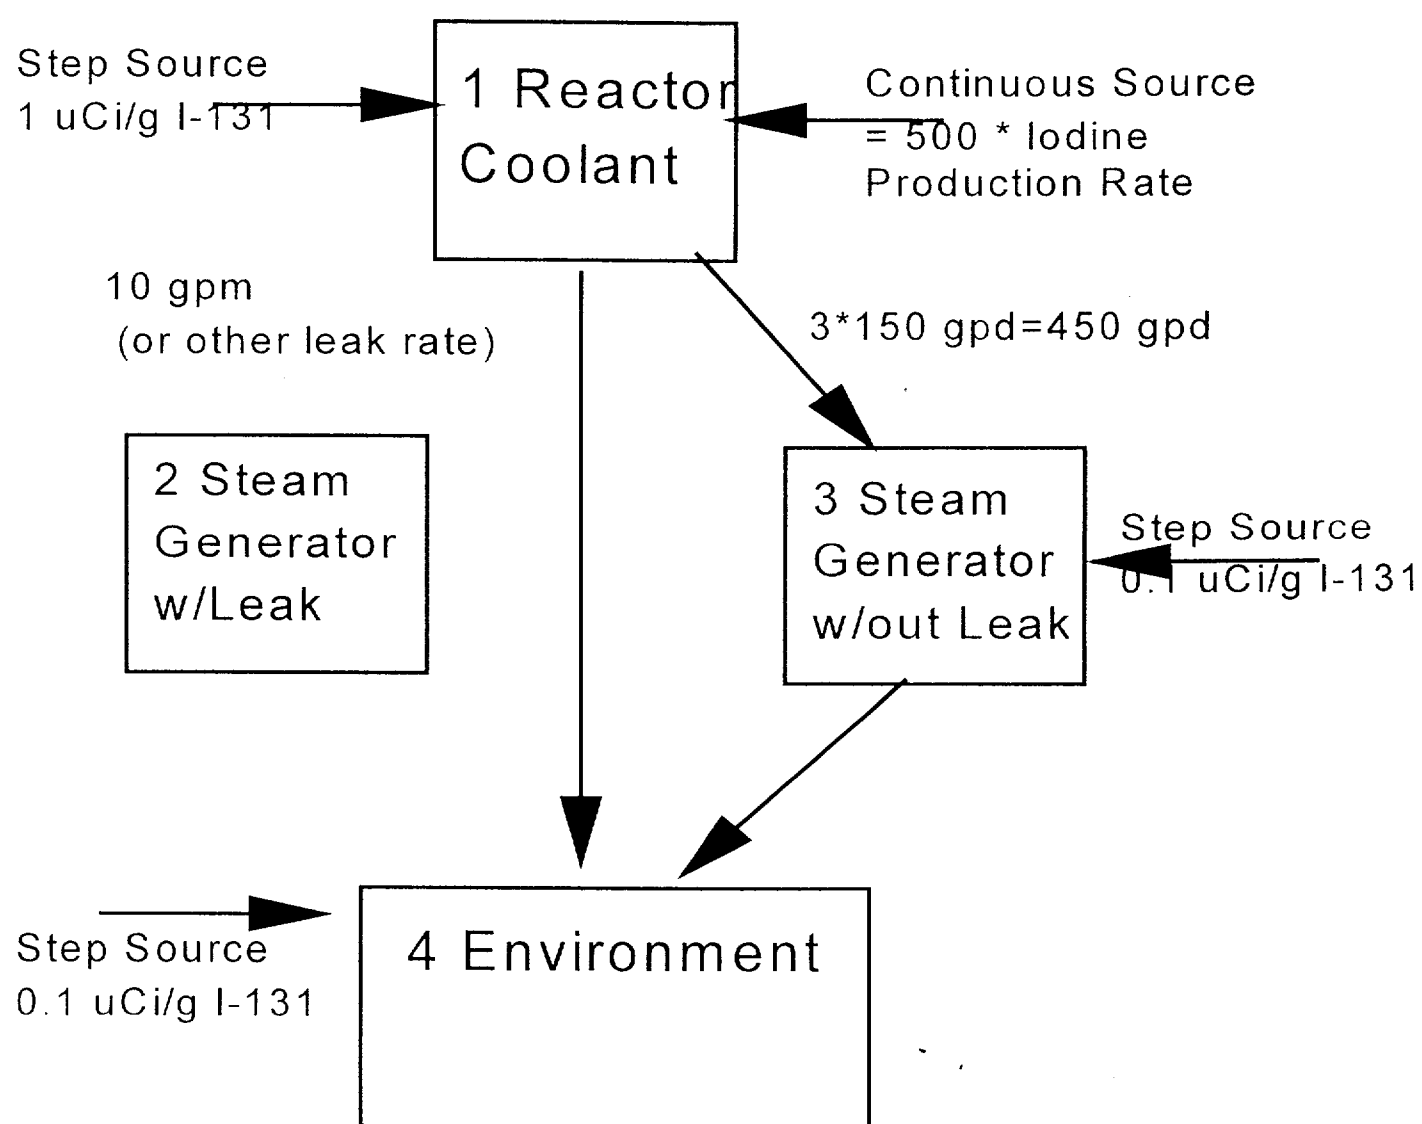 Step Source
1 uCi/g I-131
1 Reactor
Coolant
Continuous Source
= 500 * Iodine
Production Rate
10 gpm
(or other leak rate)
3*150 gpd=450 gpd
2 Steam
Generator
w/Leak
3 Steam
Generator
w/out Leak
Step Source
0.1 uCi/g I-131
Step Source
0.1 uCi/g I-131
4 Environment